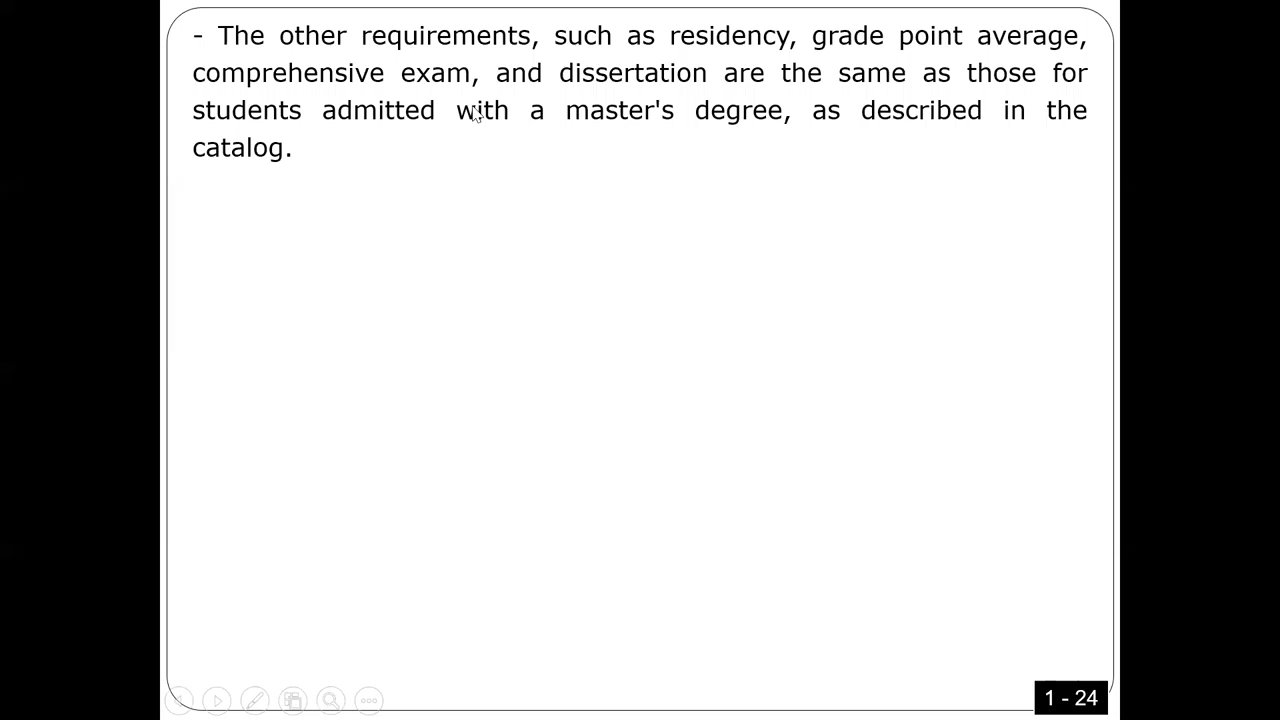 - The other requirements, such as residency, grade point average,
comprehensive exam, and dissertation are the same as those for
students admitted with a master's degree, as described in the
catalog.
1 - 24